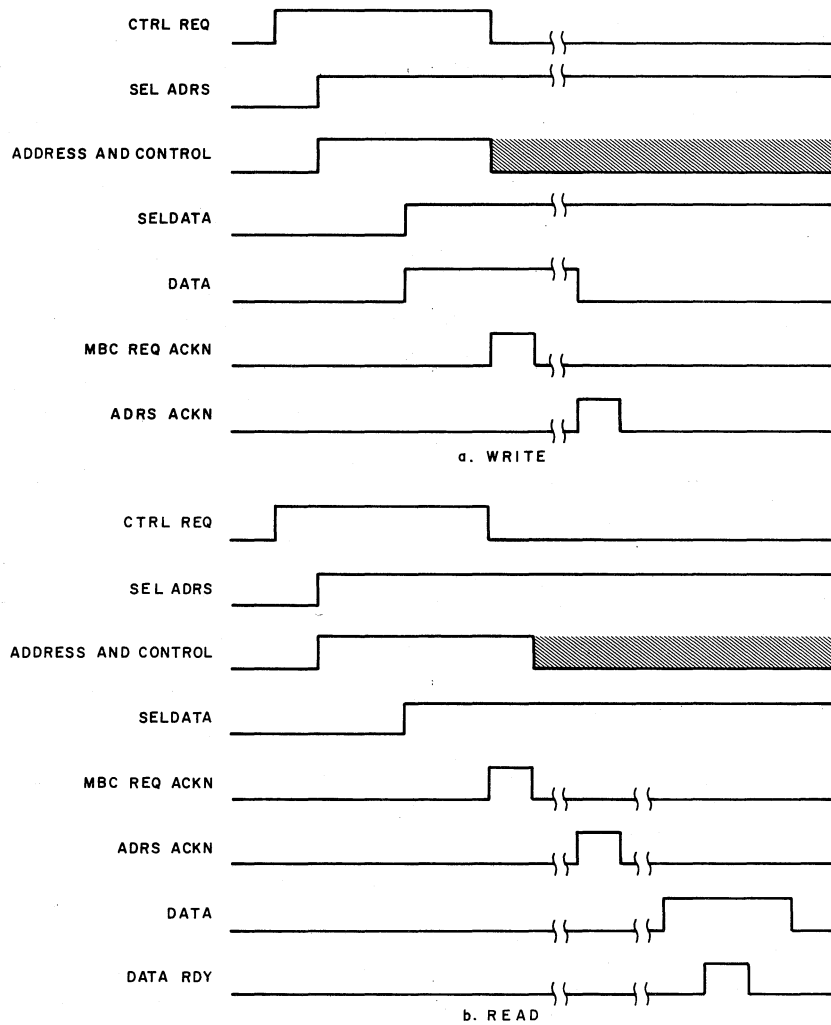 CTRL REQ
SEL ADRS
ADDRESS AND CONTROL
SELDATA
DATA
MBC REQ ACKN
ADRS ACKN
a. WRITE
CTRL REQ
SEL ADRS
ADDRESS AND CONTROL
SELDATA
MBC REQ ACKN
ADRS ACKN
DATA
DATA RDY
b. READ